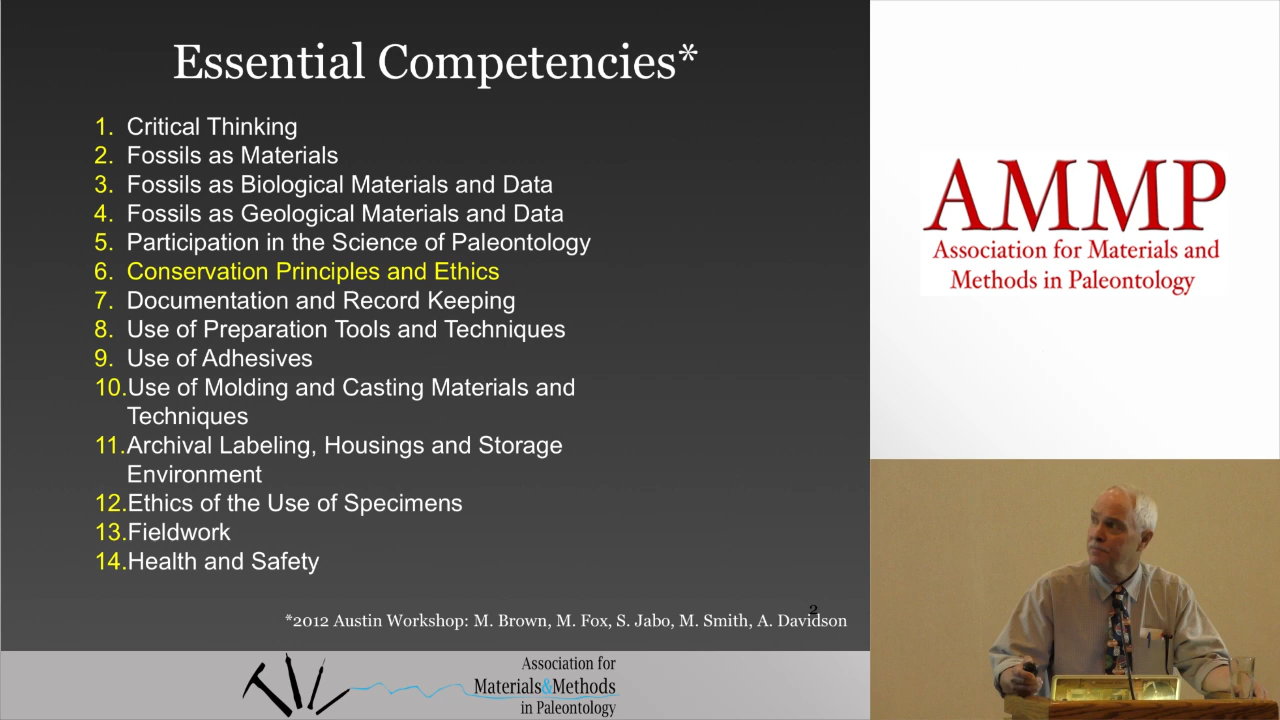 Essential Competencies*
1. Critical Thinking
2. Fossils as Materials
3. Fossils as Biological Materials and Data
4. Fossils as Geological Materials and Data
5. Participation in the Science of Paleontology
6. Conservation Principles and Ethics
7. Documentation and Record Keeping
8. Use of Preparation Tools and Techniques
9. Use of Adhesives
10.Use of Molding and Casting Materials and
Techniques
11.Archival Labeling, Housings and Storage
Environment
12.Ethics of the Use of Specimens
13.Fieldwork
14.Health and Safety
2
*2012 Austin Workshop: M. Brown, M. Fox, S. Jabo, M. Smith, A. Davidson
Association for
Materials&Methods
in Paleontology
AMMP
Association for Materials and
Methods in Paleontology